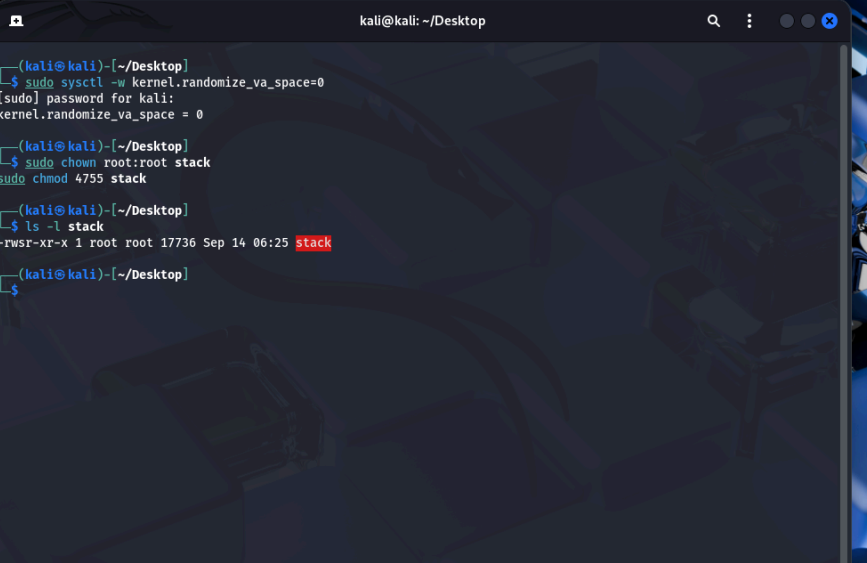 kali@kali: ~/Desktop
(kali㉿kali)-[~/Desktop]
$ sudo sysctl -w kernel.randomize_va_space=0
[sudo] password for kali:
kernel.randomize_va_space = 0
(kali㉿kali)-[~/Desktop]
$ sudo chown root:root stack
sudo chmod 4755 stack
(kali㉿kali)-[~/Desktop]
$ ls -l stack
-rwsr-xr-x 1 root root 17736 Sep 14 06:25 stack
(kali㉿kali)-[~/Desktop]
$